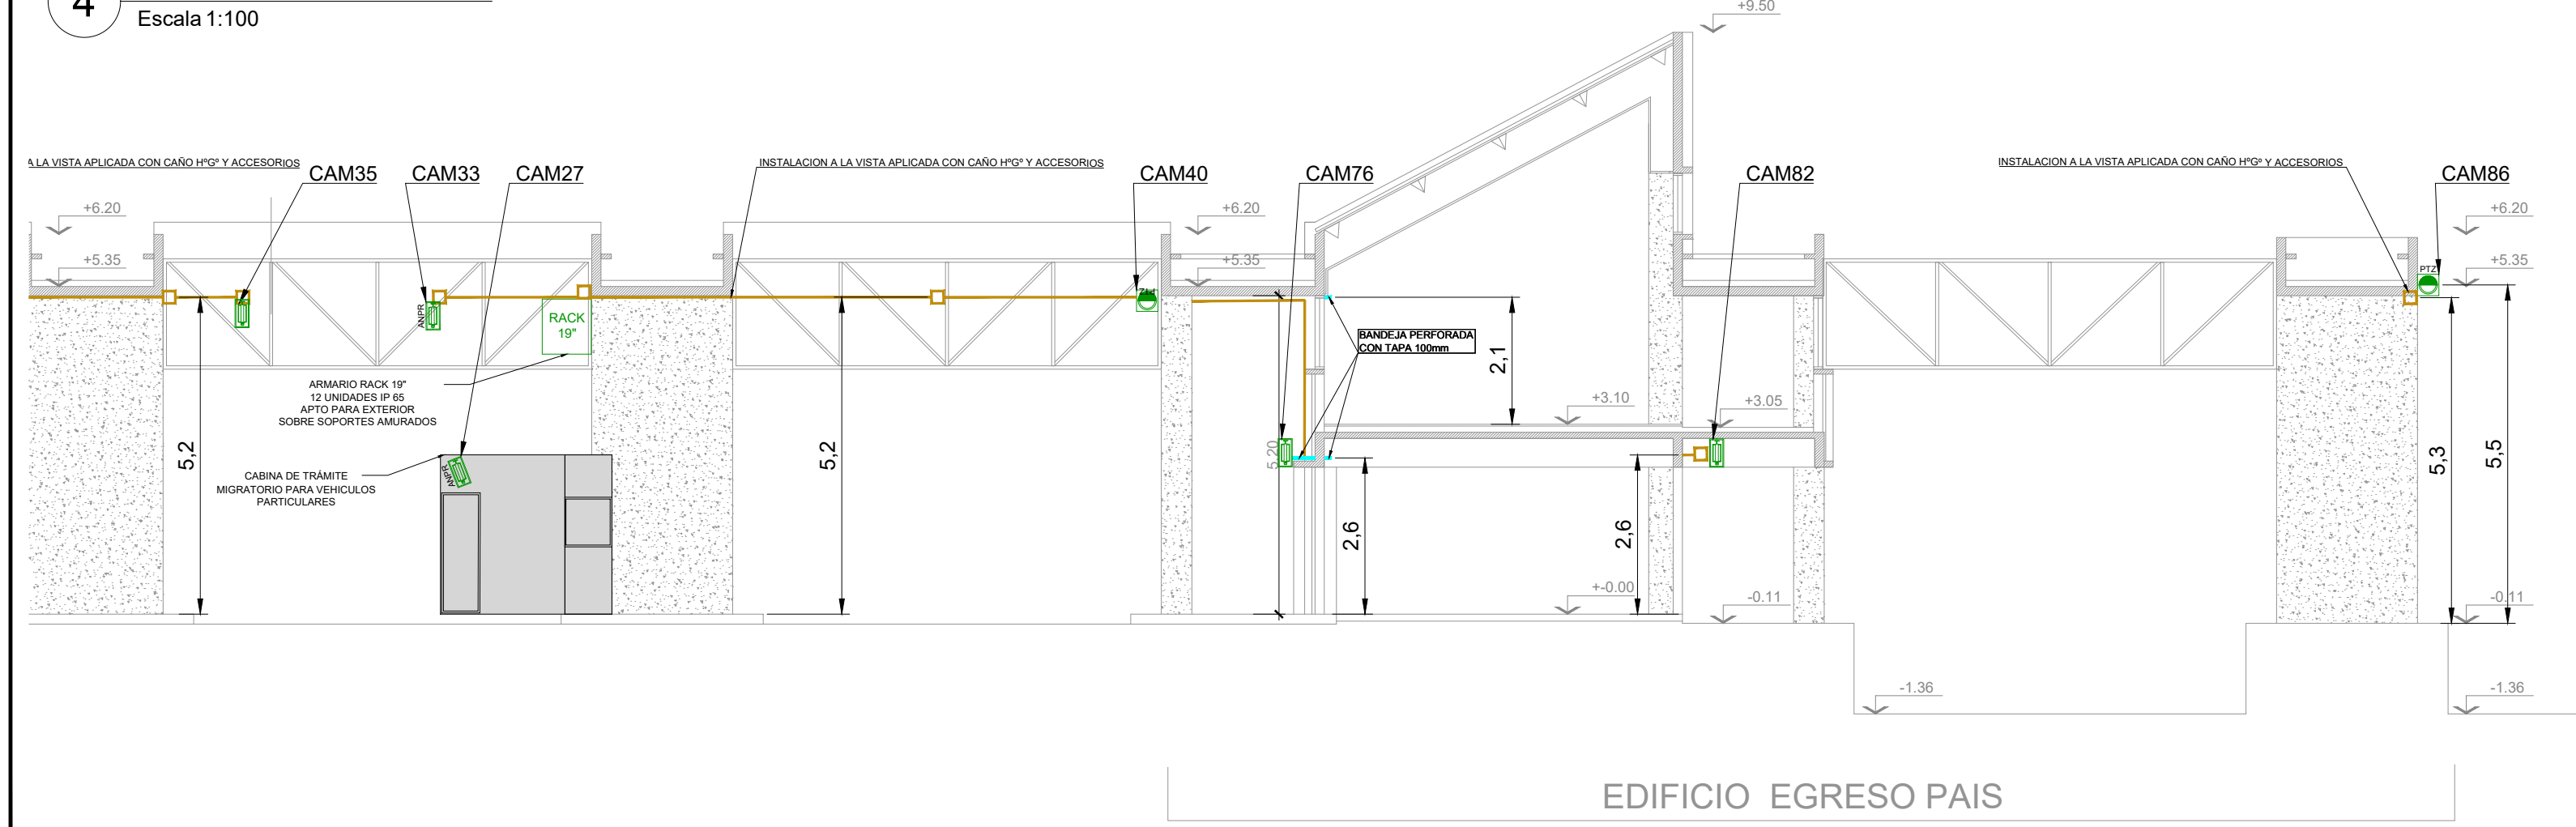 4
Escala 1:100
+9.50
A LA VISTA APLICADA CON CAÑO HºGº Y ACCESORIOS
CAM35
CAM33
CAM27
INSTALACION A LA VISTA APLICADA CON CAÑO HºGº Y ACCESORIOS
CAM40
CAM76
CAM82
INSTALACION A LA VISTA APLICADA CON CAÑO HºGº Y ACCESORIOS
CAM86
+6.20
+6.20
+6.20
+5.35
+5.35
+5.35
PTZ
PTZ
ANPR
RACK
19"
BANDEJA PERFORADA
CON TAPA 100mm
2,1
ARMARIO RACK 19"
12 UNIDADES IP 65
APTO PARA EXTERIOR
SOBRE SOPORTES AMURADOS
+3.10
+3.05
5,2
5,2
5.20
5,3
5,5
CABINA DE TRÁMITE
MIGRATORIO PARA VEHICULOS
PARTICULARES
ANPR
2,6
2,6
+-0.00
-0.11
-0.11
-1.36
-1.36
EDIFICIO EGRESO PAIS